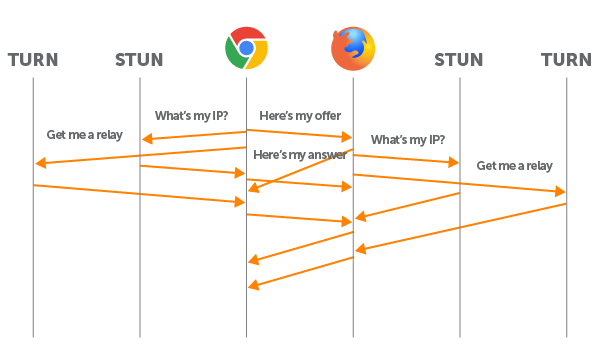 TURN
STUN
STUN
TURN
What's my IP?
Here's my offer
Get me a relay
What's my IP?
Here's my answer
Get me a relay